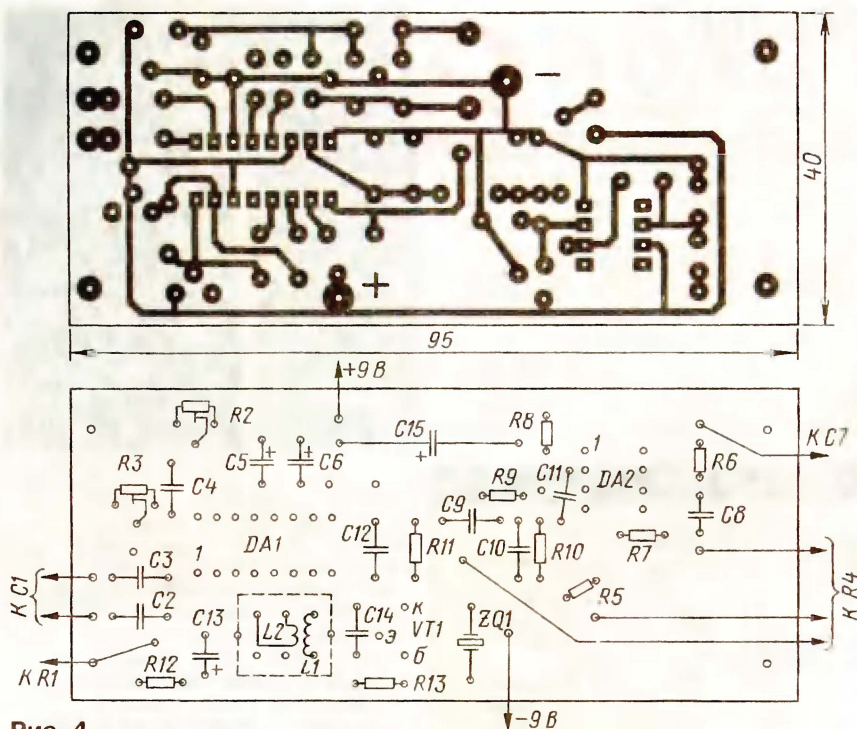 −
+
40
95
+9 В
R2
C15
R8
1
К C7
R3
C4
C5
+
+
C6
+
R9
C11
DA2
R6
C9
C8
1
DA1
C12
R11
C10
R10
R7
C3
К C1
C2
C13
+
L2
L1
C14
К
VT1
Э
б
ZQ1
R5
К R4
К R1
R12
R13
−9 В
Рис. 4